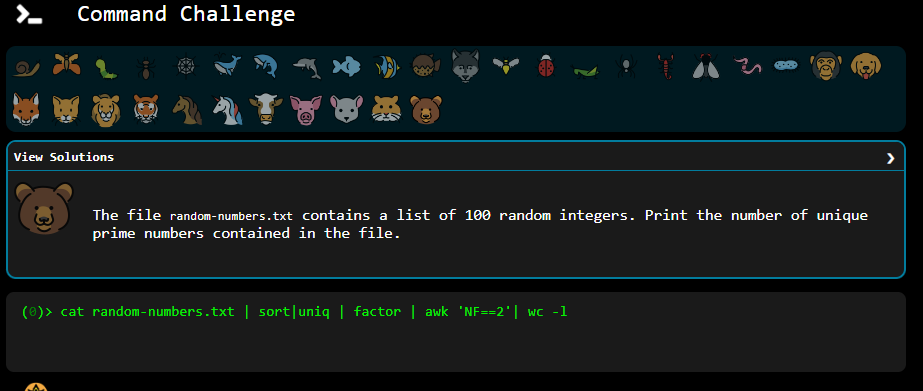 Command Challenge
View Solutions
The file random-numbers.txt contains a list of 100 random integers. Print the number of unique
prime numbers contained in the file.
(0)> cat random-numbers.txt | sort|uniq | factor | awk 'NF==2'| wc -l